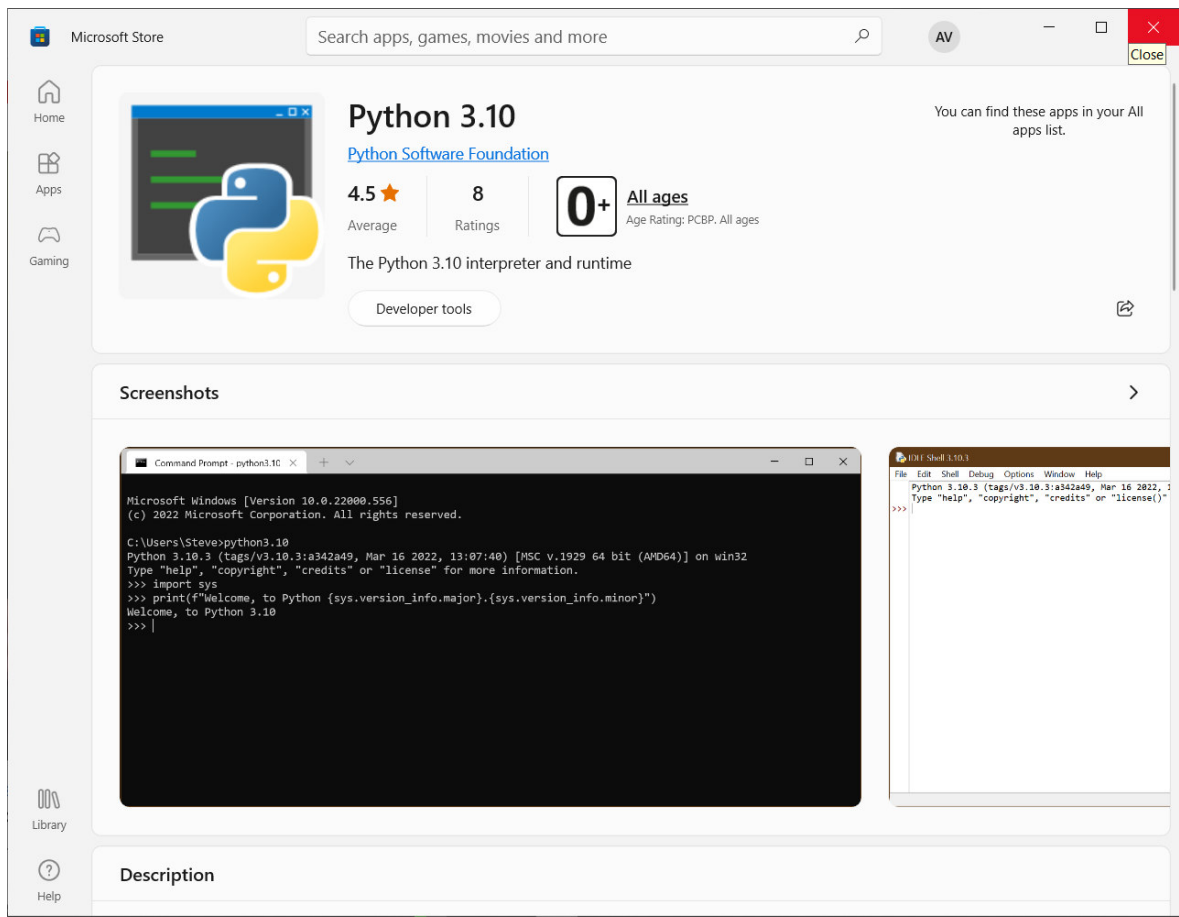 Microsoft Store
Search apps, games, movies and more
AV
Close
Home
Apps
Gaming
Library
Help
Python 3.10
Python Software Foundation
4.5
Average
8
Ratings
0+
All ages
Age Rating: PCBP. All ages
The Python 3.10 interpreter and runtime
Developer tools
You can find these apps in your All
apps list.
Screenshots
Command Prompt - python3.10
Microsoft Windows [Version 10.0.22000.556]
(c) 2022 Microsoft Corporation. All rights reserved.
C:\Users\Steve>python3.10
Python 3.10.3 (tags/v3.10.3:a342a49, Mar 16 2022, 13:07:40) [MSC v.1929 64 bit (AMD64)] on win32
Type "help", "copyright", "credits" or "license" for more information.
>>> import sys
>>> print(f"Welcome, to Python {sys.version_info.major}.{sys.version_info.minor}")
Welcome, to Python 3.10
>>>
IDLE Shell 3.10.3
File Edit Shell Debug Options Window Help
Python 3.10.3 (tags/v3.10.3:a342a49, Mar 16 2022, 1
Type "help", "copyright", "credits" or "license()"
>>>
Description